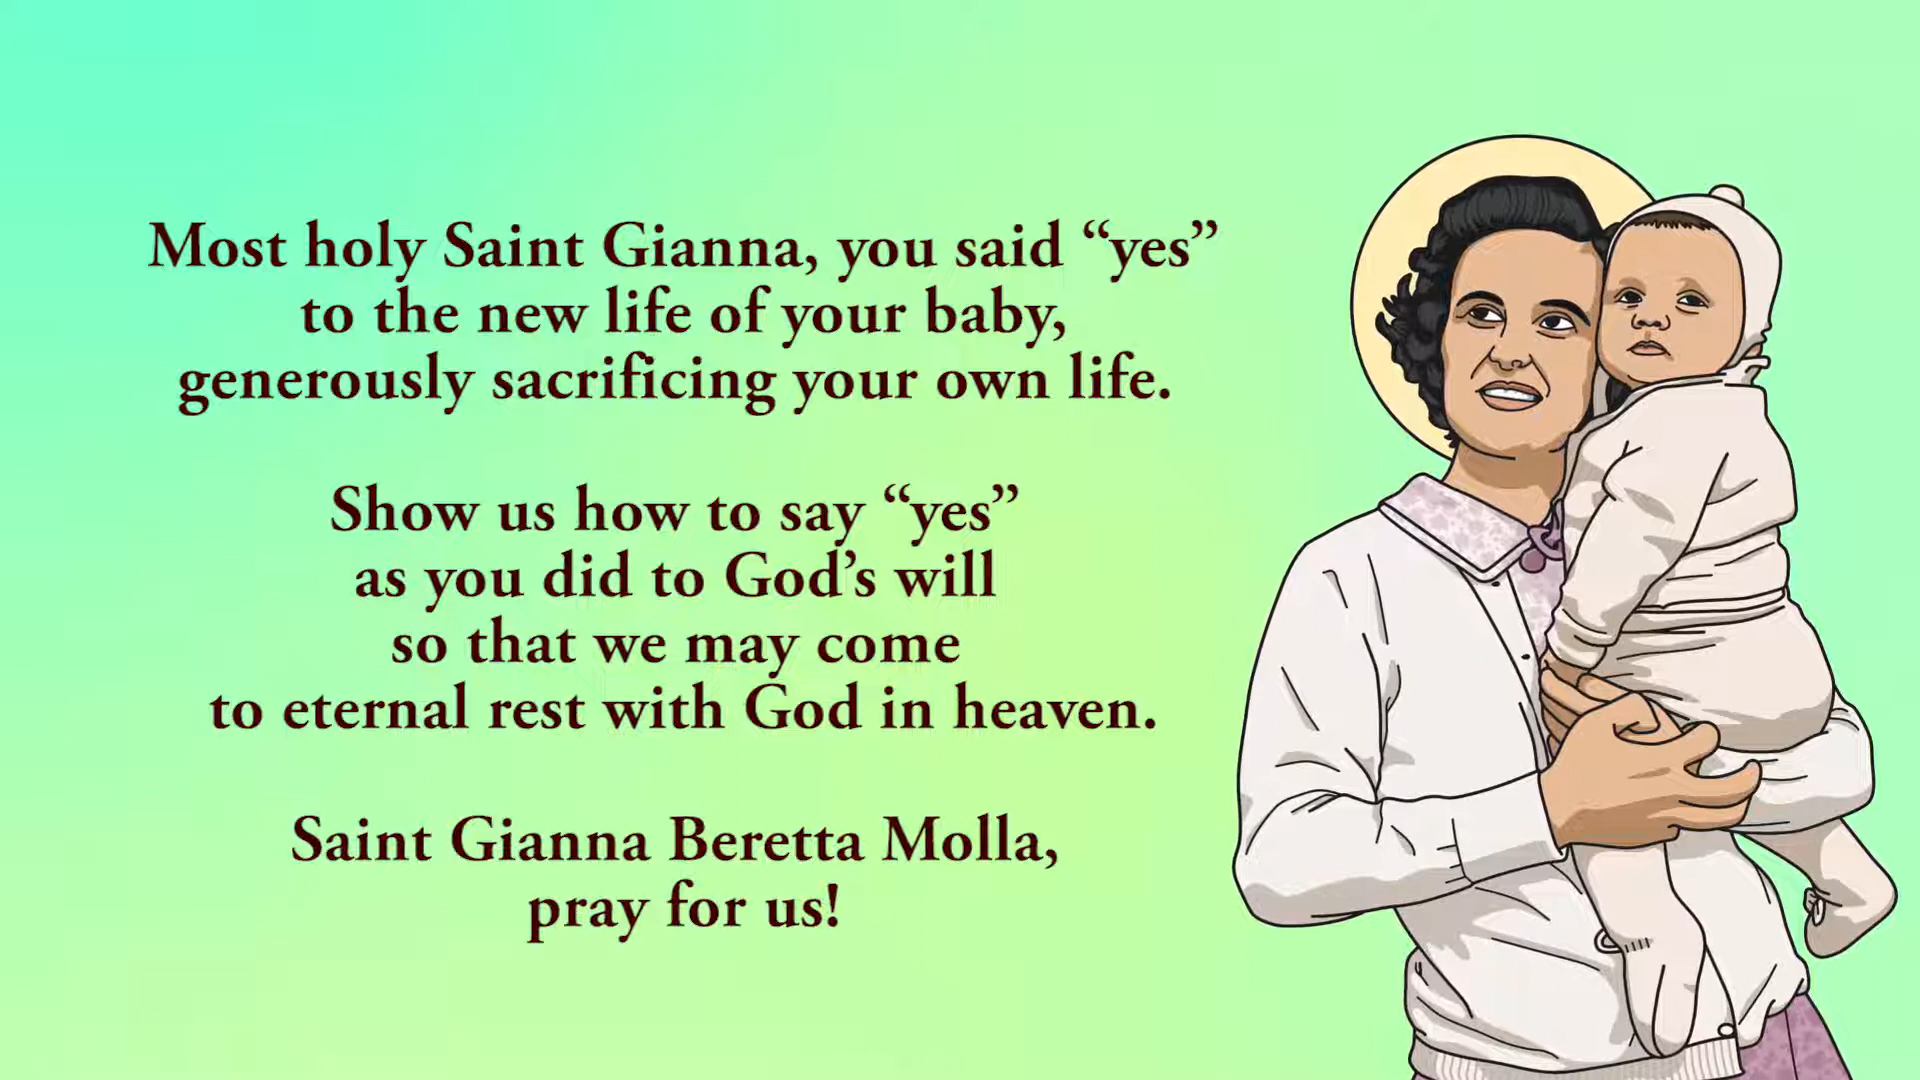 Most holy Saint Gianna, you said “yes”
to the new life of your baby,
generously sacrificing your own life.
Show us how to say “yes”
as you did to God’s will
so that we may come
to eternal rest with God in heaven.
Saint Gianna Beretta Molla,
pray for us!